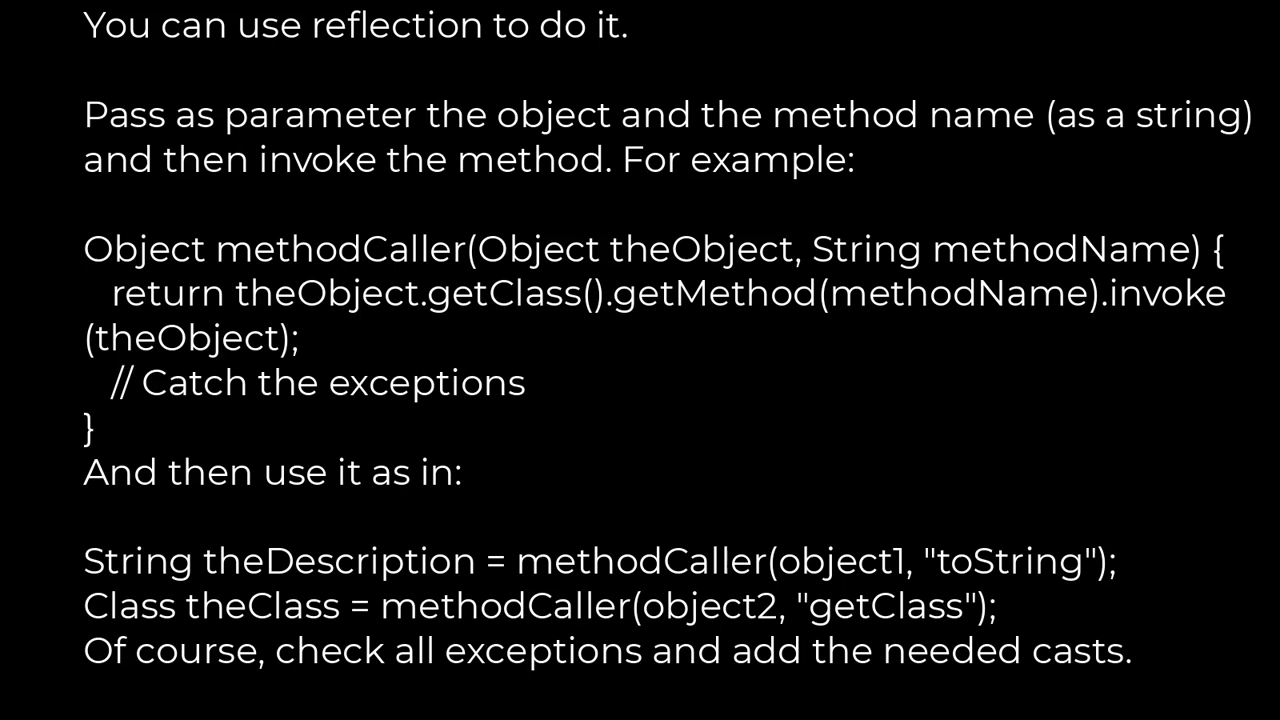 You can use reflection to do it.
Pass as parameter the object and the method name (as a string)
and then invoke the method. For example:
Object methodCaller(Object theObject, String methodName) {
return theObject.getClass().getMethod(methodName).invoke
(theObject);
// Catch the exceptions
}
And then use it as in:
String theDescription = methodCaller(object1, "toString");
Class theClass = methodCaller(object2, "getClass");
Of course, check all exceptions and add the needed casts.